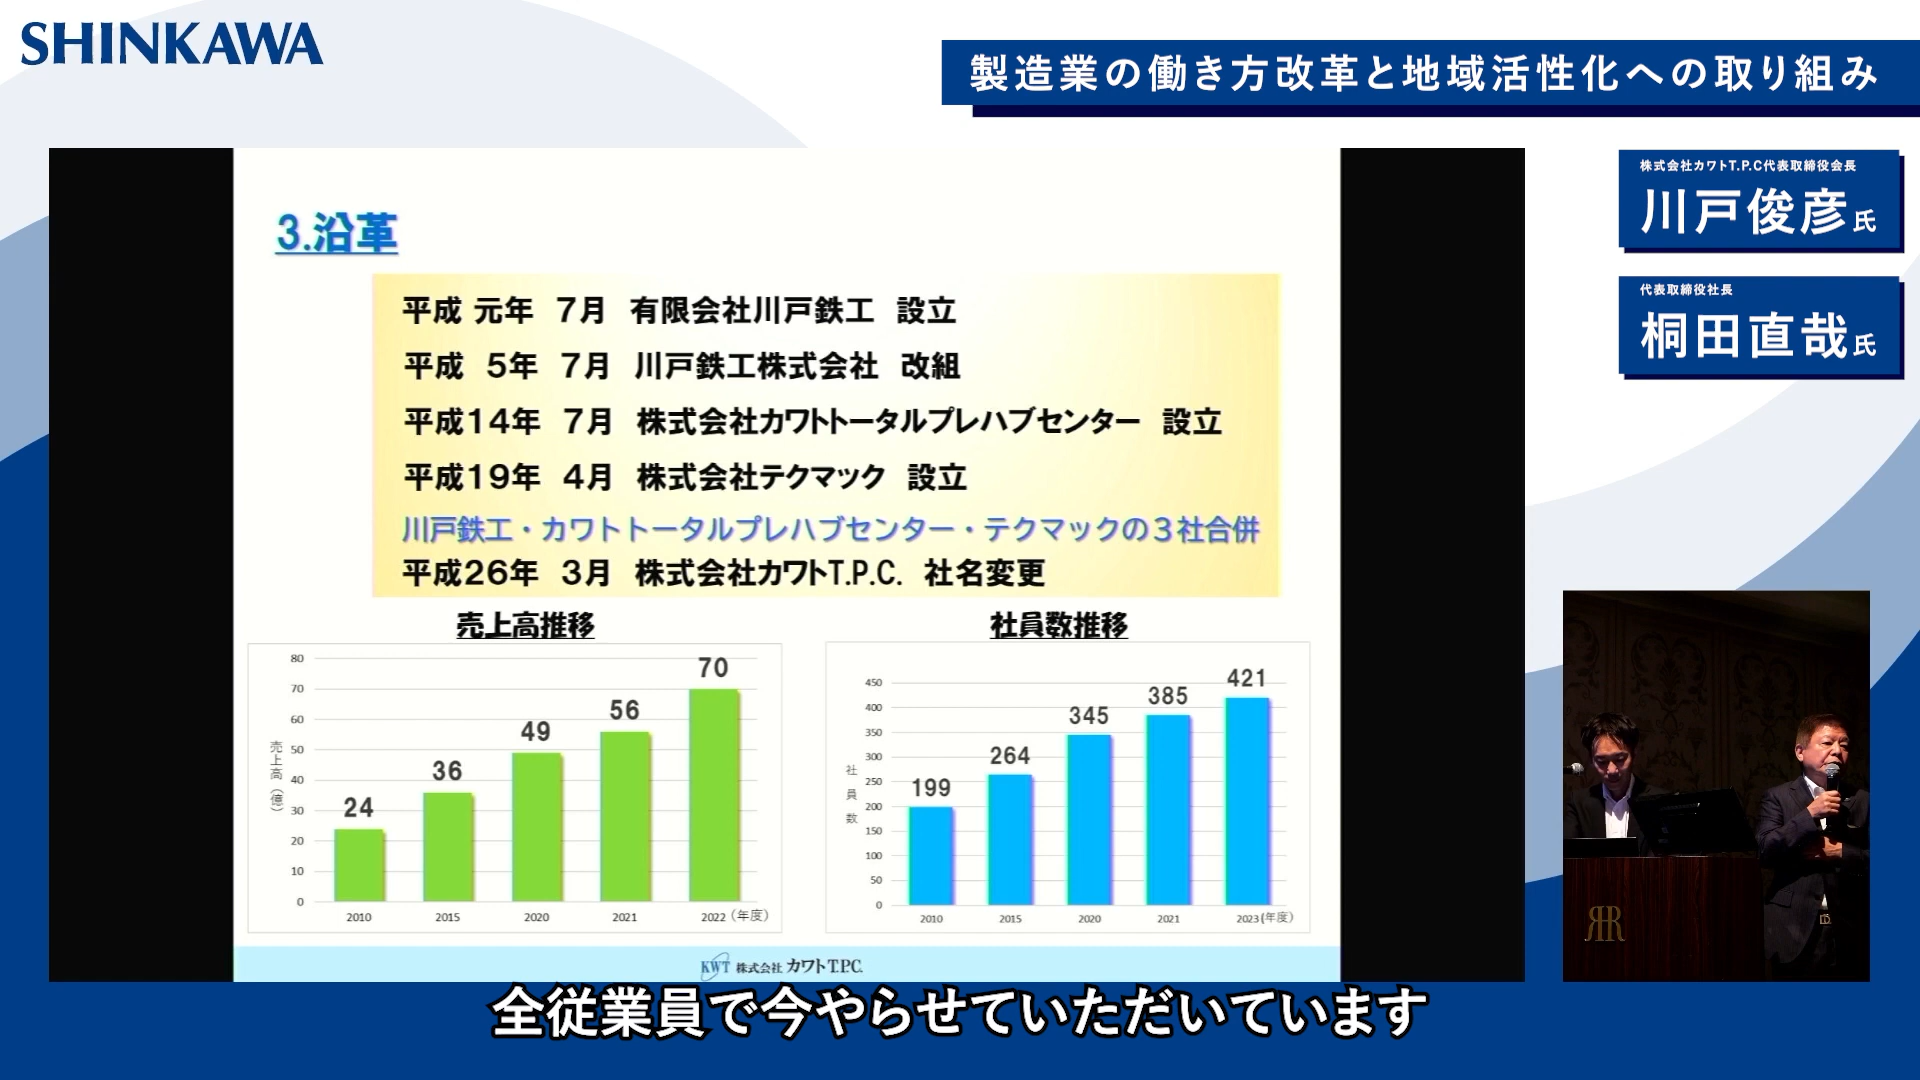 SHINKAWA
製造業の働き方改革と地域活性化への取り組み
株式会社カワトT.P.C代表取締役会長
川戸俊彦氏
代表取締役社長
桐田直哉氏
3.沿革
平成 元年 7月 有限会社川戸鉄工 設立
平成 5年 7月 川戸鉄工株式会社 改組
平成14年 7月 株式会社カワトトータルプレハブセンター 設立
平成19年 4月 株式会社テクマック 設立
川戸鉄工・カワトトータルプレハブセンター・テクマックの3社合併
平成26年 3月 株式会社カワトT.P.C. 社名変更
売上高推移
売上高(億)
80
70
60
50
40
30
20
10
0
24
36
49
56
70
2010 2015 2020 2021 2022(年度)
社員数推移
社員数
450
400
350
300
250
200
150
100
50
0
199
264
345
385
421
2010 2015 2020 2021 2023(年度)
KWT 株式会社 カワトT.P.C.
RR
全従業員で今やらせていただいています